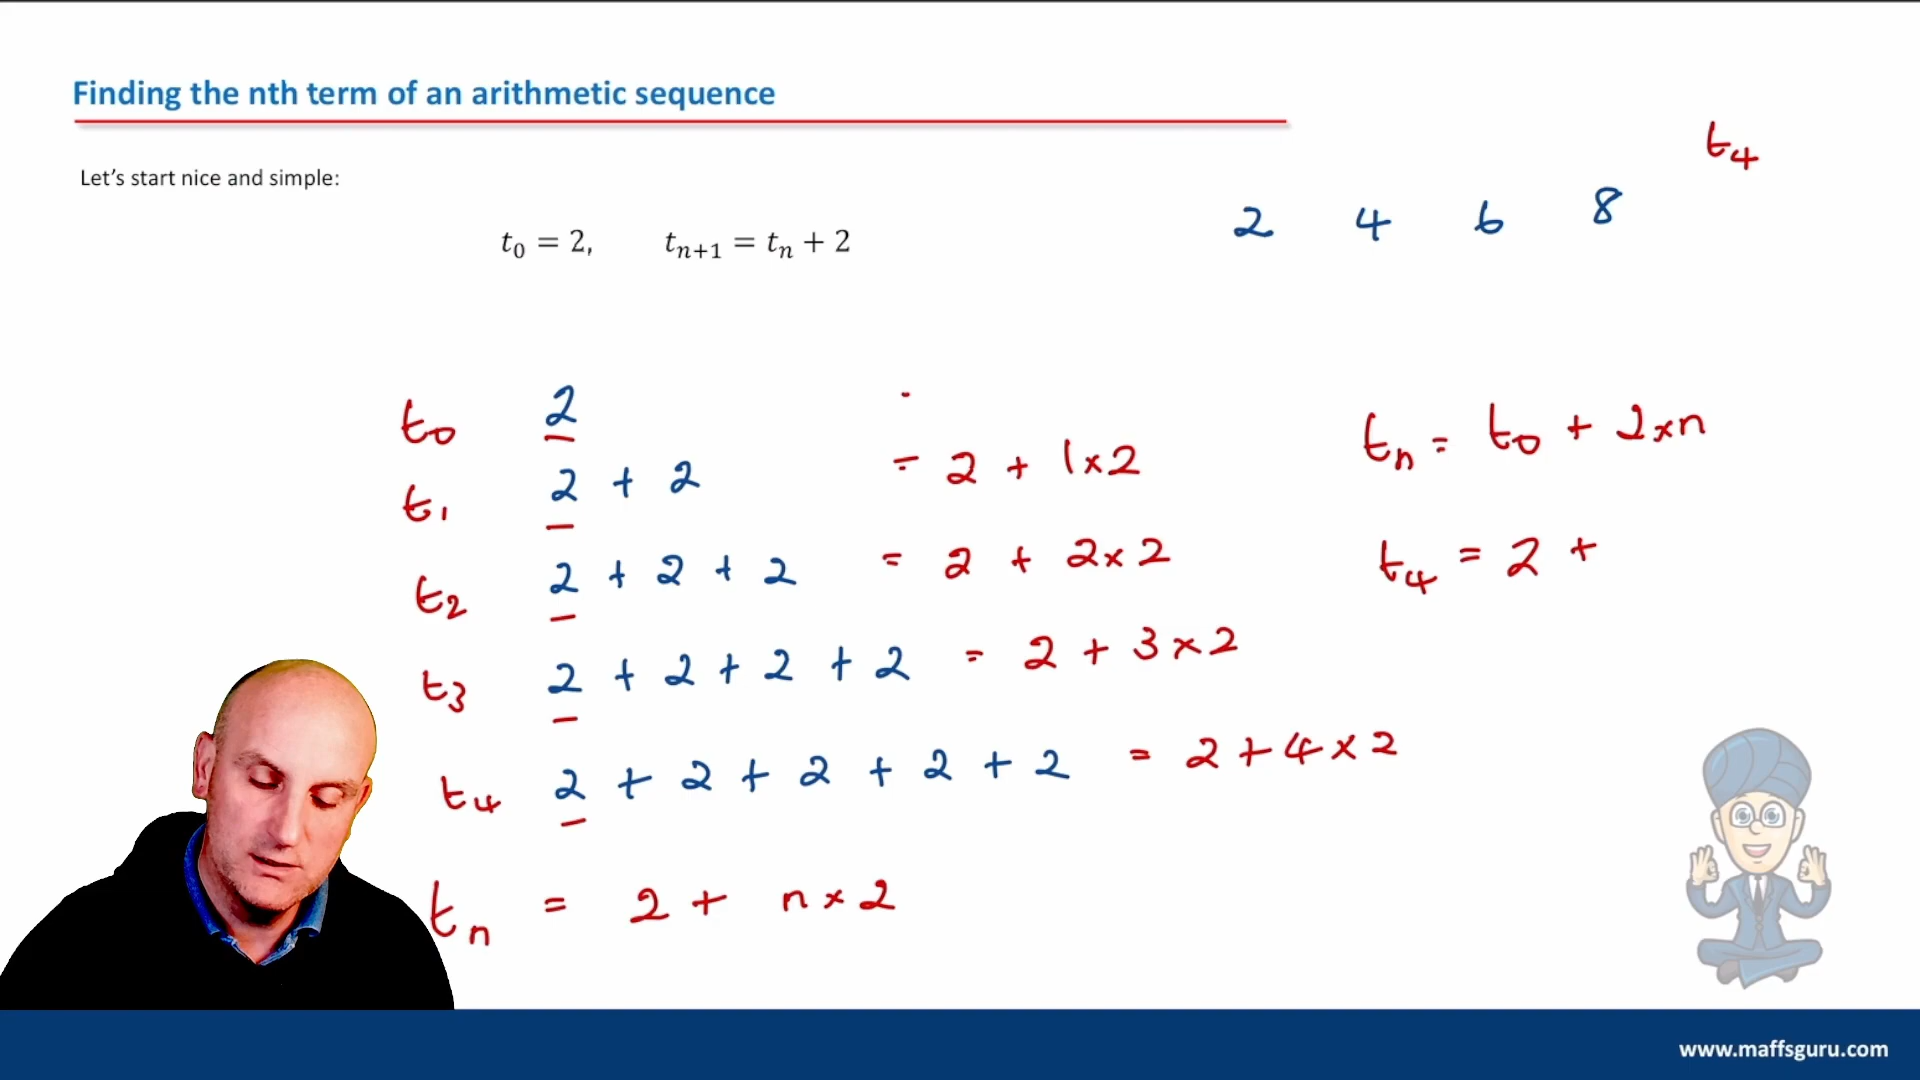 Finding the nth term of an arithmetic sequence
t4
Let's start nice and simple:
2 4 6 8
t0 = 2, tn+1 = tn + 2
t0 2
t1 2 + 2 = 2 + 1×2
t2 2 + 2 + 2 = 2 + 2×2
t3 2 + 2 + 2 + 2 = 2 + 3×2
t4 2 + 2 + 2 + 2 + 2 = 2 + 4×2
tn = 2 + n×2
tn = t0 + 2×n
t4 = 2 +
www.maffsguru.com